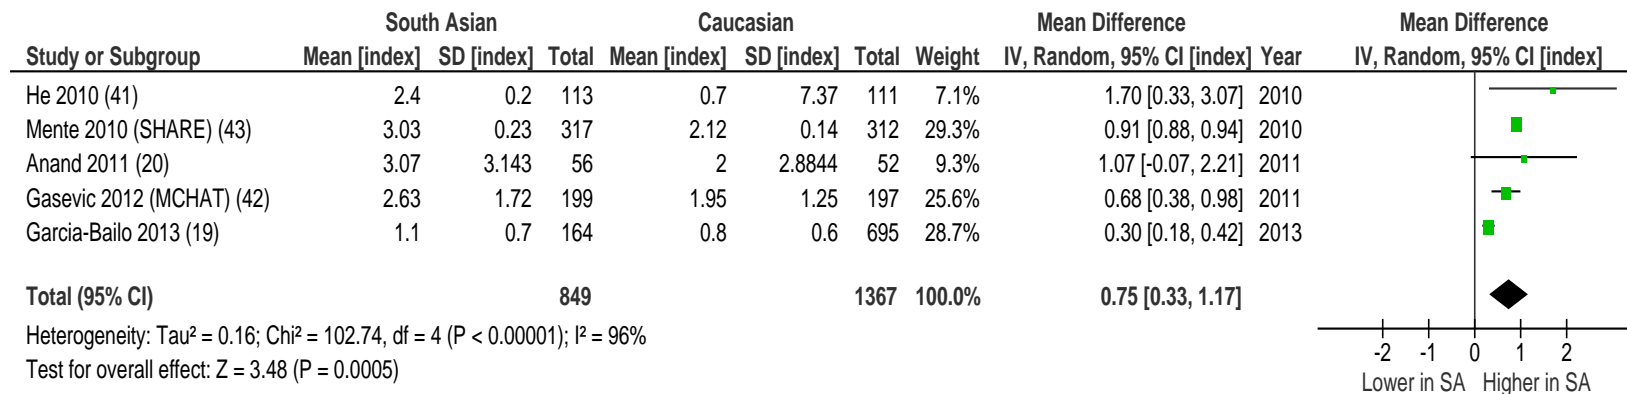 South Asian Caucasian Mean Difference Mean Difference
Study or Subgroup Mean [index] SD [index] Total Mean [index] SD [index] Total Weight IV, Random, 95% CI [index] Year IV, Random, 95% CI [index]
He 2010 (41) 2.4 0.2 113 0.7 7.37 111 7.1% 1.70 [0.33, 3.07] 2010
Mente 2010 (SHARE) (43) 3.03 0.23 317 2.12 0.14 312 29.3% 0.91 [0.88, 0.94] 2010
Anand 2011 (20) 3.07 3.143 56 2 2.8844 52 9.3% 1.07 [-0.07, 2.21] 2011
Gasevic 2012 (MCHAT) (42) 2.63 1.72 199 1.95 1.25 197 25.6% 0.68 [0.38, 0.98] 2011
Garcia-Bailo 2013 (19) 1.1 0.7 164 0.8 0.6 695 28.7% 0.30 [0.18, 0.42] 2013
Total (95% CI) 849 1367 100.0% 0.75 [0.33, 1.17]
Heterogeneity: Tau² = 0.16; Chi² = 102.74, df = 4 (P < 0.00001); I² = 96%
Test for overall effect: Z = 3.48 (P = 0.0005)
-2 -1 0 1 2
Lower in SA Higher in SA